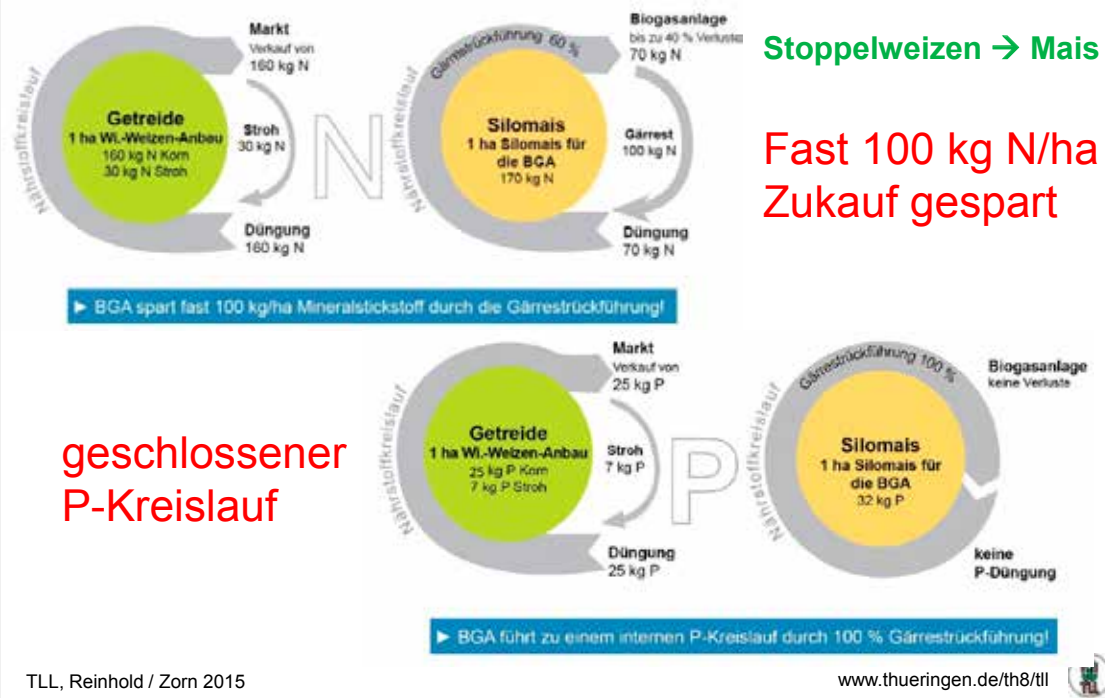 Markt
Verkauf von
160 kg N
Nährstoffkreislauf
Getreide
1 ha Wi.-Weizen-Anbau
160 kg N Korn
30 kg N Stroh
Stroh
30 kg N
Düngung
160 kg N
N
Biogasanlage
bis zu 40 % Verluste
70 kg N
Gärrestrückführung 60 %
Nährstoffkreislauf
Silomais
1 ha Silomais für
die BGA
170 kg N
Gärrest
100 kg N
Düngung
70 kg N
Stoppelweizen → Mais
Fast 100 kg N/ha
Zukauf gespart
► BGA spart fast 100 kg/ha Mineralstickstoff durch die Gärrestrückführung!
geschlossener
P-Kreislauf
Markt
Verkauf von
25 kg P
Nährstoffkreislauf
Getreide
1 ha Wi.-Weizen-Anbau
25 kg P Korn
7 kg P Stroh
Stroh
7 kg P
Düngung
25 kg P
P
Gärrestrückführung 100 %
Nährstoffkreislauf
Biogasanlage
keine Verluste
Silomais
1 ha Silomais für
die BGA
32 kg P
keine
P-Düngung
► BGA führt zu einem internen P-Kreislauf durch 100 % Gärrestrückführung!
TLL, Reinhold / Zorn 2015
www.thueringen.de/th8/tll
TLL